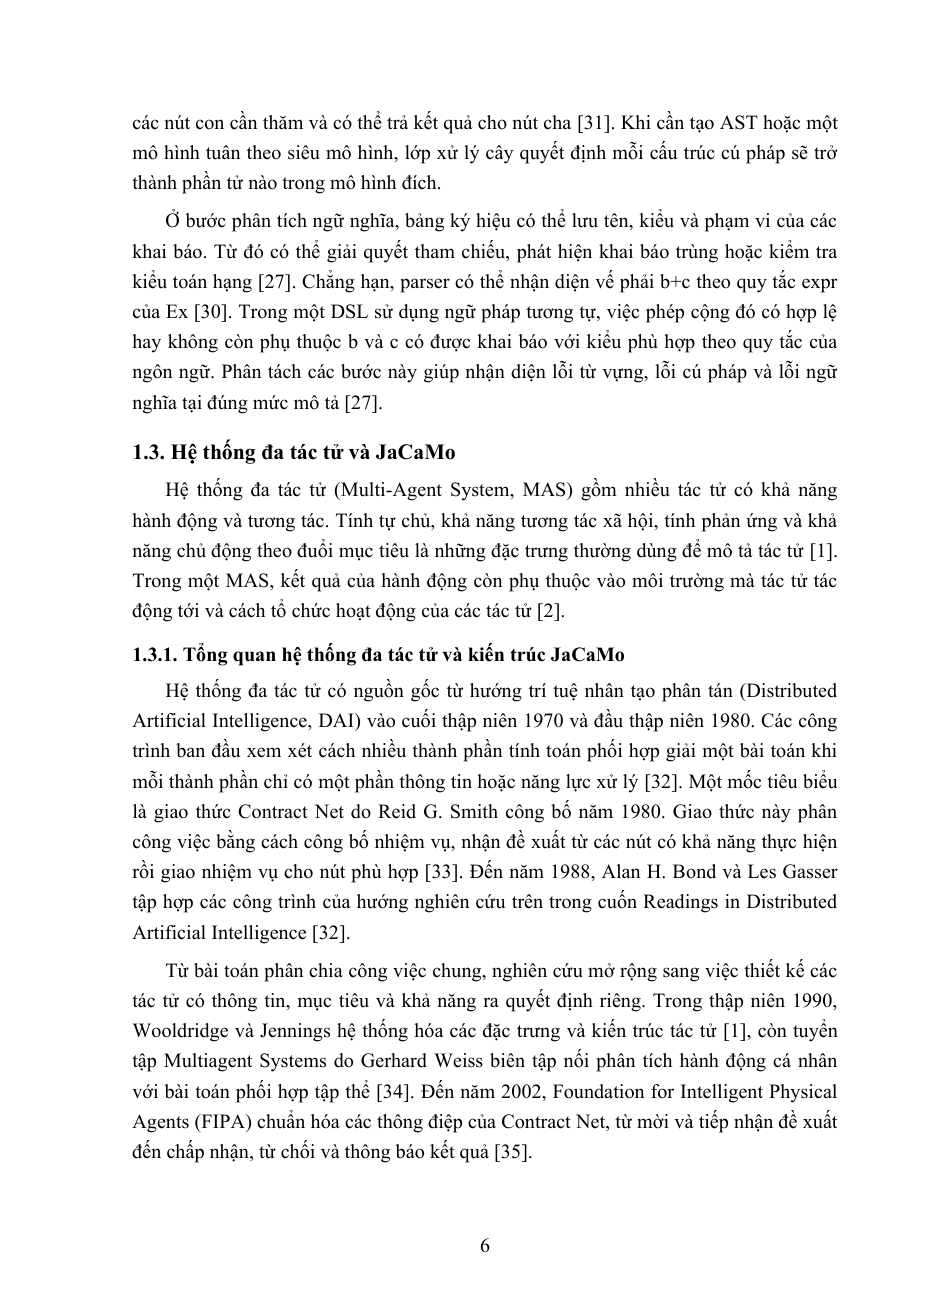 các nút con cần thăm và có thể trả kết quả cho nút cha [31]. Khi cần tạo AST hoặc một
mô hình tuân theo siêu mô hình, lớp xử lý cây quyết định mỗi cấu trúc cú pháp sẽ trở
thành phần tử nào trong mô hình đích.
Ở bước phân tích ngữ nghĩa, bảng ký hiệu có thể lưu tên, kiểu và phạm vi của các
khai báo. Từ đó có thể giải quyết tham chiếu, phát hiện khai báo trùng hoặc kiểm tra
kiểu toán hạng [27]. Chẳng hạn, parser có thể nhận diện vế phải b+c theo quy tắc expr
của Ex [30]. Trong một DSL sử dụng ngữ pháp tương tự, việc phép cộng đó có hợp lệ
hay không còn phụ thuộc b và c có được khai báo với kiểu phù hợp theo quy tắc của
ngôn ngữ. Phân tách các bước này giúp nhận diện lỗi từ vựng, lỗi cú pháp và lỗi ngữ
nghĩa tại đúng mức mô tả [27].
1.3. Hệ thống đa tác tử và JaCaMo
Hệ thống đa tác tử (Multi-Agent System, MAS) gồm nhiều tác tử có khả năng
hành động và tương tác. Tính tự chủ, khả năng tương tác xã hội, tính phản ứng và khả
năng chủ động theo đuổi mục tiêu là những đặc trưng thường dùng để mô tả tác tử [1].
Trong một MAS, kết quả của hành động còn phụ thuộc vào môi trường mà tác tử tác
động tới và cách tổ chức hoạt động của các tác tử [2].
1.3.1. Tổng quan hệ thống đa tác tử và kiến trúc JaCaMo
Hệ thống đa tác tử có nguồn gốc từ hướng trí tuệ nhân tạo phân tán (Distributed
Artificial Intelligence, DAI) vào cuối thập niên 1970 và đầu thập niên 1980. Các công
trình ban đầu xem xét cách nhiều thành phần tính toán phối hợp giải một bài toán khi
mỗi thành phần chỉ có một phần thông tin hoặc năng lực xử lý [32]. Một mốc tiêu biểu
là giao thức Contract Net do Reid G. Smith công bố năm 1980. Giao thức này phân
công việc bằng cách công bố nhiệm vụ, nhận đề xuất từ các nút có khả năng thực hiện
rồi giao nhiệm vụ cho nút phù hợp [33]. Đến năm 1988, Alan H. Bond và Les Gasser
tập hợp các công trình của hướng nghiên cứu trên trong cuốn Readings in Distributed
Artificial Intelligence [32].
Từ bài toán phân chia công việc chung, nghiên cứu mở rộng sang việc thiết kế các
tác tử có thông tin, mục tiêu và khả năng ra quyết định riêng. Trong thập niên 1990,
Wooldridge và Jennings hệ thống hóa các đặc trưng và kiến trúc tác tử [1], còn tuyển
tập Multiagent Systems do Gerhard Weiss biên tập nối phân tích hành động cá nhân
với bài toán phối hợp tập thể [34]. Đến năm 2002, Foundation for Intelligent Physical
Agents (FIPA) chuẩn hóa các thông điệp của Contract Net, từ mời và tiếp nhận đề xuất
đến chấp nhận, từ chối và thông báo kết quả [35].
6